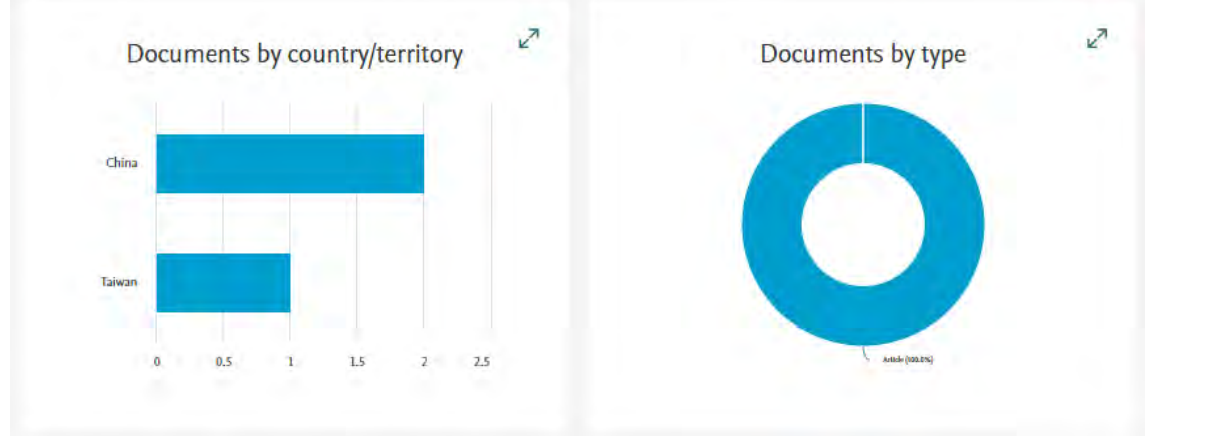 Documents by country/territory
China
Taiwan
0 0.5 1 1.5 2 2.5
Documents by type
Article (100.0%)